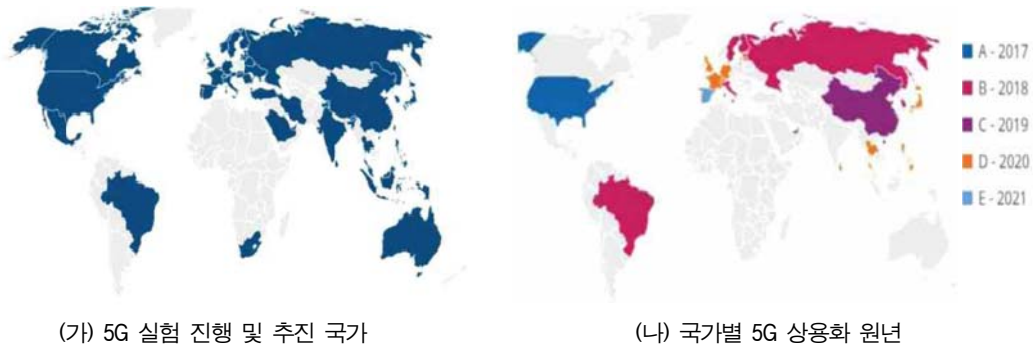 A - 2017
B - 2018
C - 2019
D - 2020
E - 2021
(가) 5G 실험 진행 및 추진 국가
(나) 국가별 5G 상용화 원년